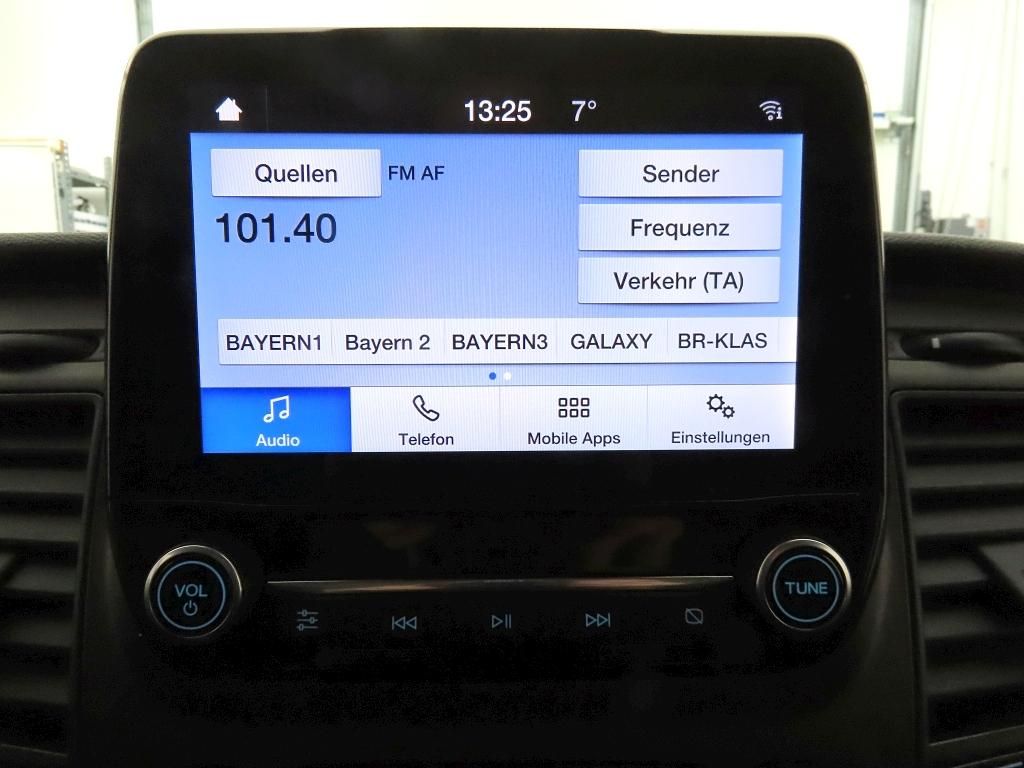 13:25 7°
Quellen FM AF Sender
101.40 Frequenz
Verkehr (TA)
BAYERN1 Bayern 2 BAYERN3 GALAXY BR-KLAS
Audio Telefon Mobile Apps Einstellungen
VOL TUNE